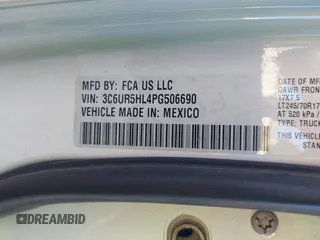 MFD BY: FCA US LLC
VIN: 3C6UR5HL4PG506690
VEHICLE MADE IN: MEXICO
DATE OF M
GAWR FRON
17X7.5
LT245/70R17
AT 520 kPa /
TYPE: TRUCK
THIS VEHICLE
STAN
DREAMBID